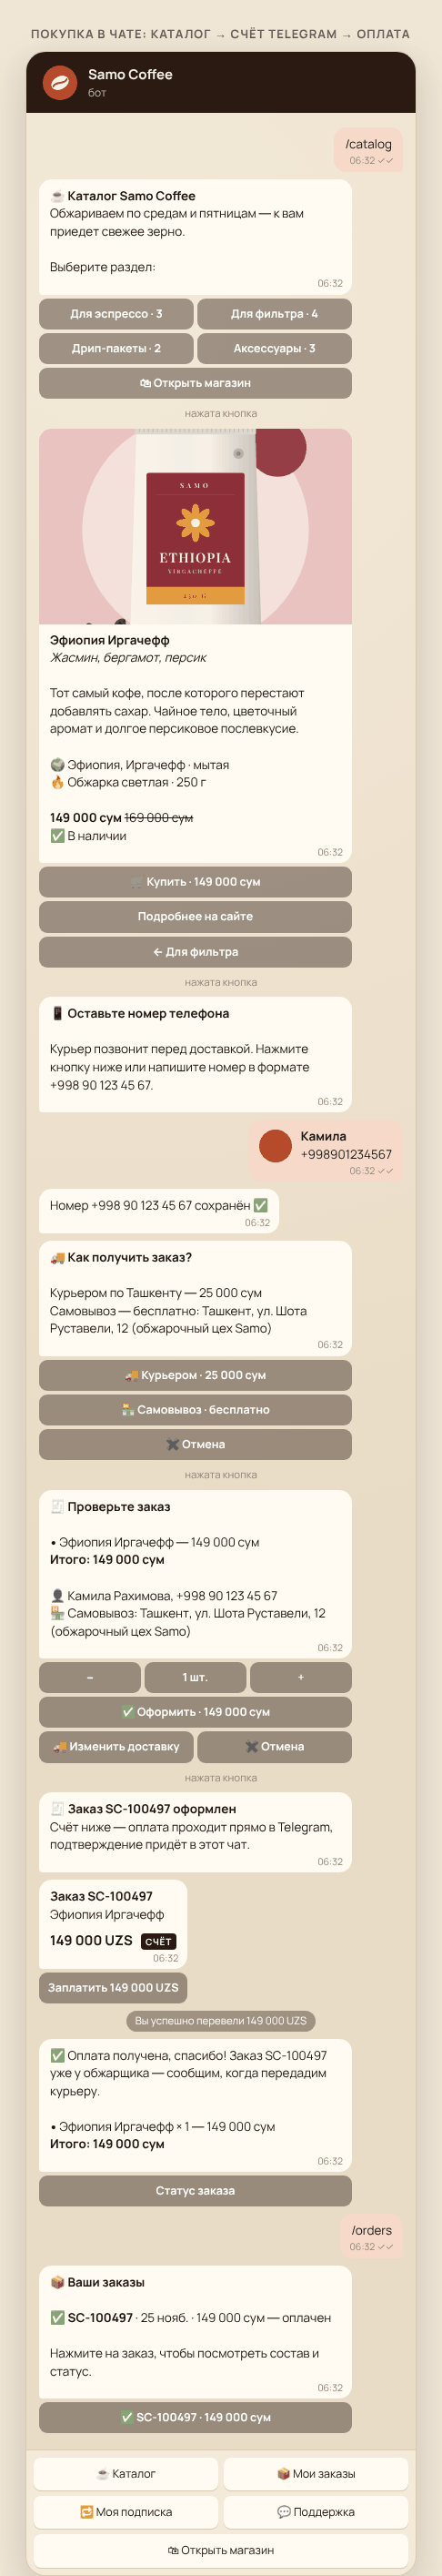 ПОКУПКА В ЧАТЕ: КАТАЛОГ → СЧЁТ TELEGRAM → ОПЛАТА
Samo Coffee
бот
/catalog
06:32 ✓✓
☕ Каталог Samo Coffee
Обжариваем по средам и пятницам — к вам
приедет свежее зерно.
Выберите раздел:
06:32
Для эспрессо · 3
Для фильтра · 4
Дрип-пакеты · 2
Аксессуары · 3
🛍 Открыть магазин
нажата кнопка
SAMO
ETHIOPIA
YIRGACHEFFE
250 G
Эфиопия Иргачефф
Жасмин, бергамот, персик
Тот самый кофе, после которого перестают
добавлять сахар. Чайное тело, цветочный
аромат и долгое персиковое послевкусие.
🌍 Эфиопия, Иргачефф · мытая
🔥 Обжарка светлая · 250 г
149 000 сум 169 000 сум
✅ В наличии
06:32
🛒 Купить · 149 000 сум
Подробнее на сайте
← Для фильтра
нажата кнопка
📱 Оставьте номер телефона
Курьер позвонит перед доставкой. Нажмите
кнопку ниже или напишите номер в формате
+998 90 123 45 67.
06:32
Камила
+998901234567
06:32 ✓✓
Номер +998 90 123 45 67 сохранён ✅
06:32
🚚 Как получить заказ?
Курьером по Ташкенту — 25 000 сум
Самовывоз — бесплатно: Ташкент, ул. Шота
Руставели, 12 (обжарочный цех Samo)
06:32
🚚 Курьером · 25 000 сум
🏪 Самовывоз · бесплатно
✖️ Отмена
нажата кнопка
🧾 Проверьте заказ
• Эфиопия Иргачефф — 149 000 сум
Итого: 149 000 сум
👤 Камила Рахимова, +998 90 123 45 67
🏪 Самовывоз: Ташкент, ул. Шота Руставели, 12
(обжарочный цех Samo)
06:32
−
1 шт.
+
✅ Оформить · 149 000 сум
🚚 Изменить доставку
✖️ Отмена
нажата кнопка
🧾 Заказ SC-100497 оформлен
Счёт ниже — оплата проходит прямо в Telegram,
подтверждение придёт в этот чат.
06:32
Заказ SC-100497
Эфиопия Иргачефф
149 000 UZS СЧЁТ
06:32
Заплатить 149 000 UZS
Вы успешно перевели 149 000 UZS
✅ Оплата получена, спасибо! Заказ SC-100497
уже у обжарщика — сообщим, когда передадим
курьеру.
• Эфиопия Иргачефф × 1 — 149 000 сум
Итого: 149 000 сум
06:32
Статус заказа
/orders
06:32 ✓✓
📦 Ваши заказы
✅ SC-100497 · 25 нояб. · 149 000 сум — оплачен
Нажмите на заказ, чтобы посмотреть состав и
статус.
06:32
✅ SC-100497 · 149 000 сум
☕ Каталог
📦 Мои заказы
🔁 Моя подписка
💬 Поддержка
🛍 Открыть магазин